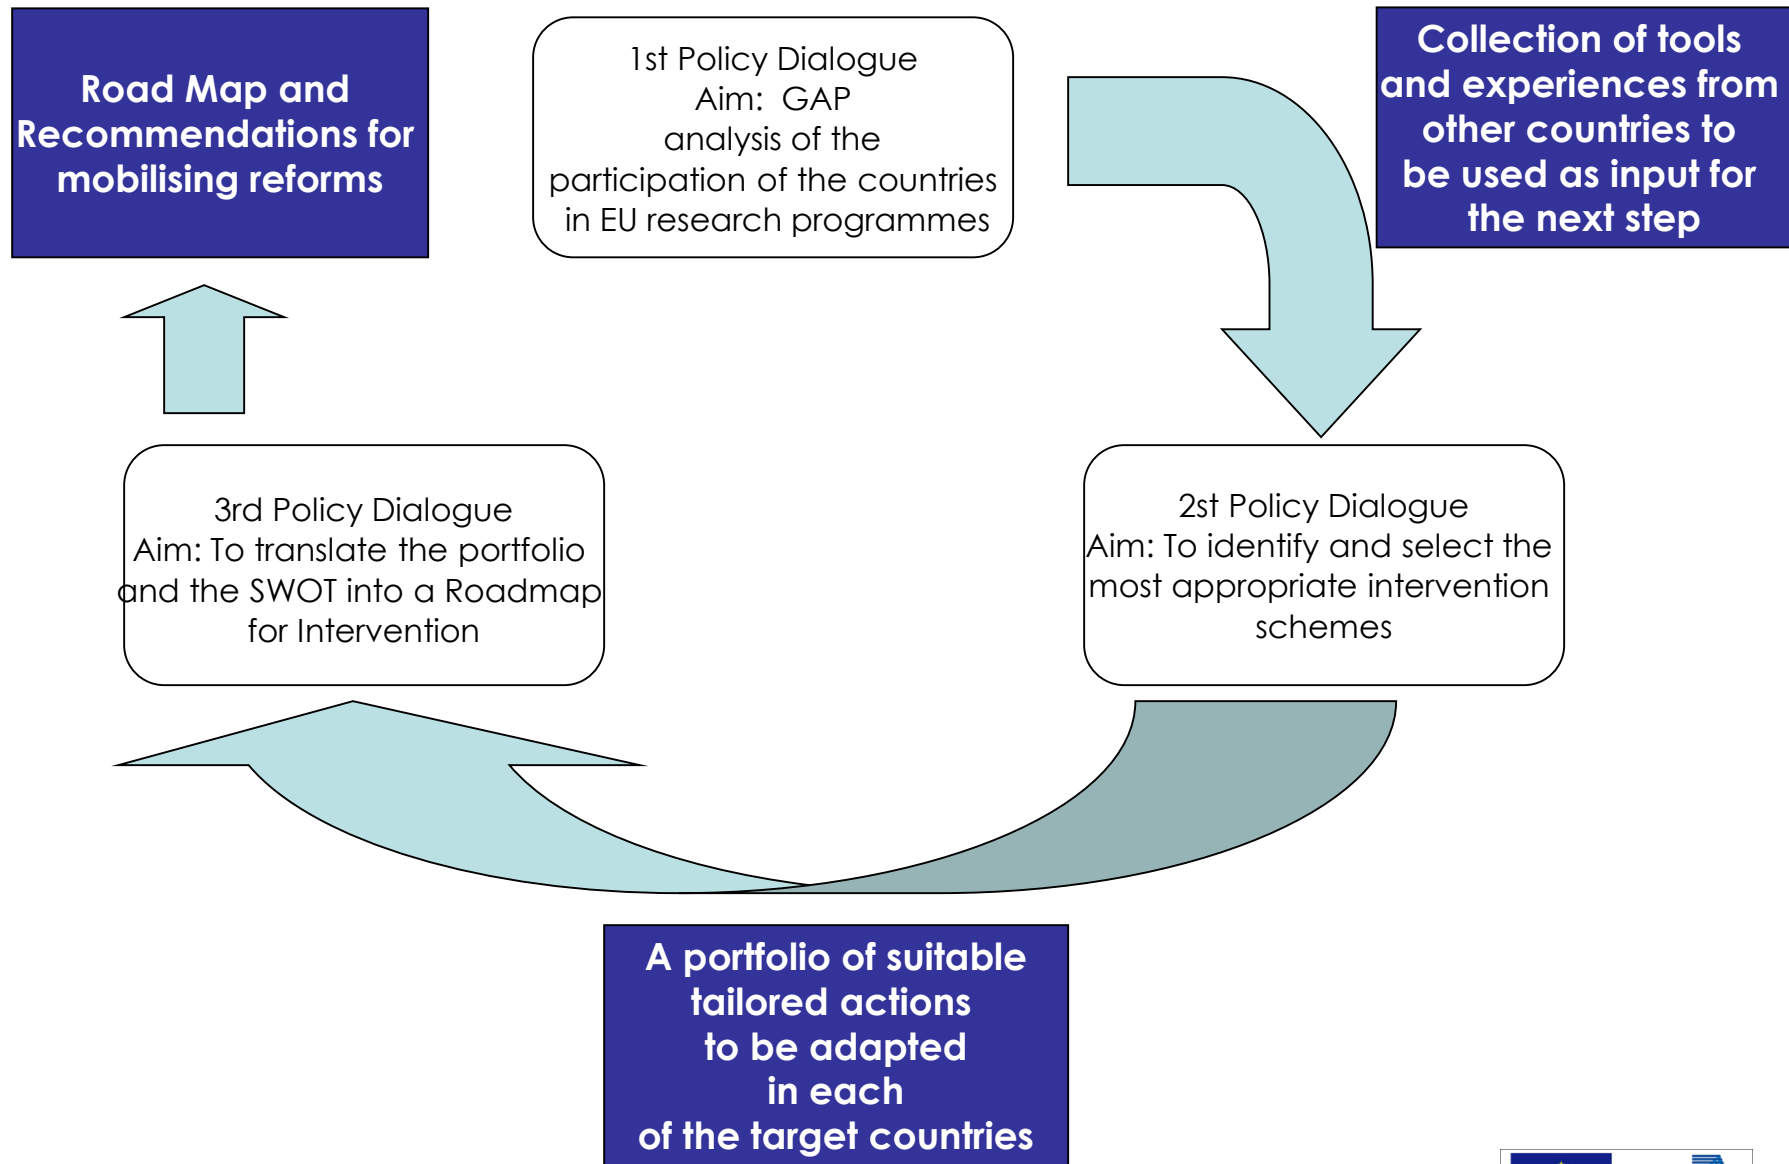 Road Map and
Recommendations for
mobilising reforms
1st Policy Dialogue
Aim: GAP
analysis of the
participation of the countries
in EU research programmes
Collection of tools
and experiences from
other countries to
be used as input for
the next step
3rd Policy Dialogue
Aim: To translate the portfolio
and the SWOT into a Roadmap
for Intervention
2st Policy Dialogue
Aim: To identify and select the
most appropriate intervention
schemes
A portfolio of suitable
tailored actions
to be adapted
in each
of the target countries